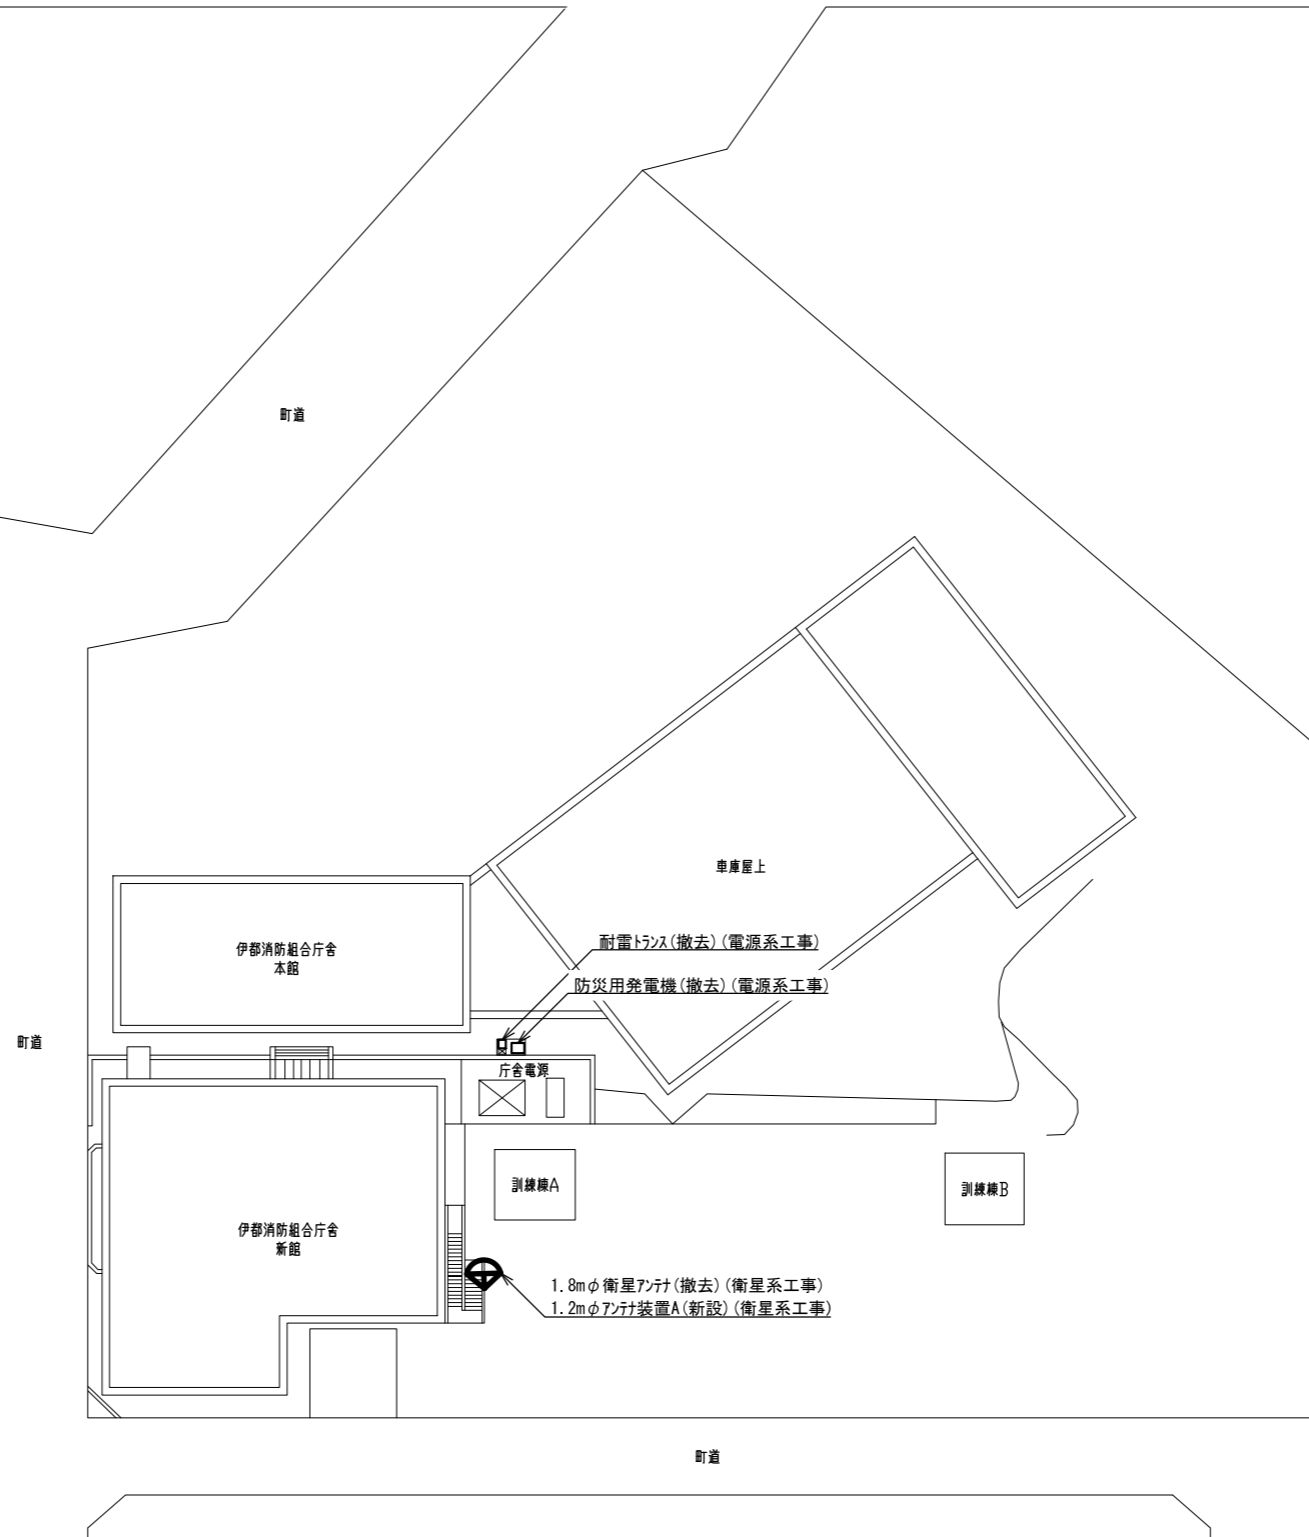 町道
車庫屋上
耐雷トランス(撤去)(電源系工事)
伊都消防組合庁舎
本館
防災用発電機(撤去)(電源系工事)
町道
庁舎電源
訓練棟A
訓練棟B
伊都消防組合庁舎
新館
1.8mφ衛星アンテナ(撤去)(衛星系工事)
1.2mφアンテナ装置A(新設)(衛星系工事)
町道